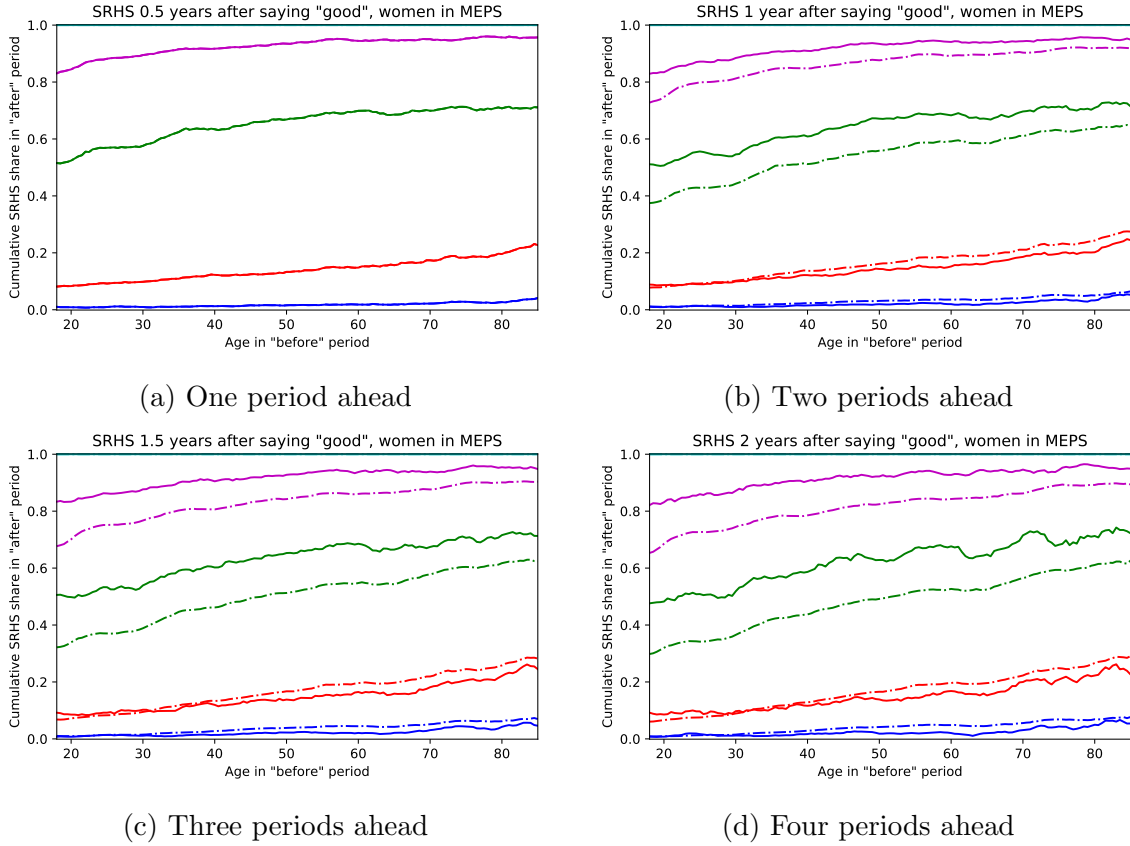 SRHS 0.5 years after saying "good", women in MEPS
Cumulative SRHS share in "after" period
1.0
0.8
0.6
0.4
0.2
0.0
20 30 40 50 60 70 80
Age in "before" period
(a) One period ahead
SRHS 1 year after saying "good", women in MEPS
Cumulative SRHS share in "after" period
1.0
0.8
0.6
0.4
0.2
0.0
20 30 40 50 60 70 80
Age in "before" period
(b) Two periods ahead
SRHS 1.5 years after saying "good", women in MEPS
Cumulative SRHS share in "after" period
1.0
0.8
0.6
0.4
0.2
0.0
20 30 40 50 60 70 80
Age in "before" period
(c) Three periods ahead
SRHS 2 years after saying "good", women in MEPS
Cumulative SRHS share in "after" period
1.0
0.8
0.6
0.4
0.2
0.0
20 30 40 50 60 70 80
Age in "before" period
(d) Four periods ahead